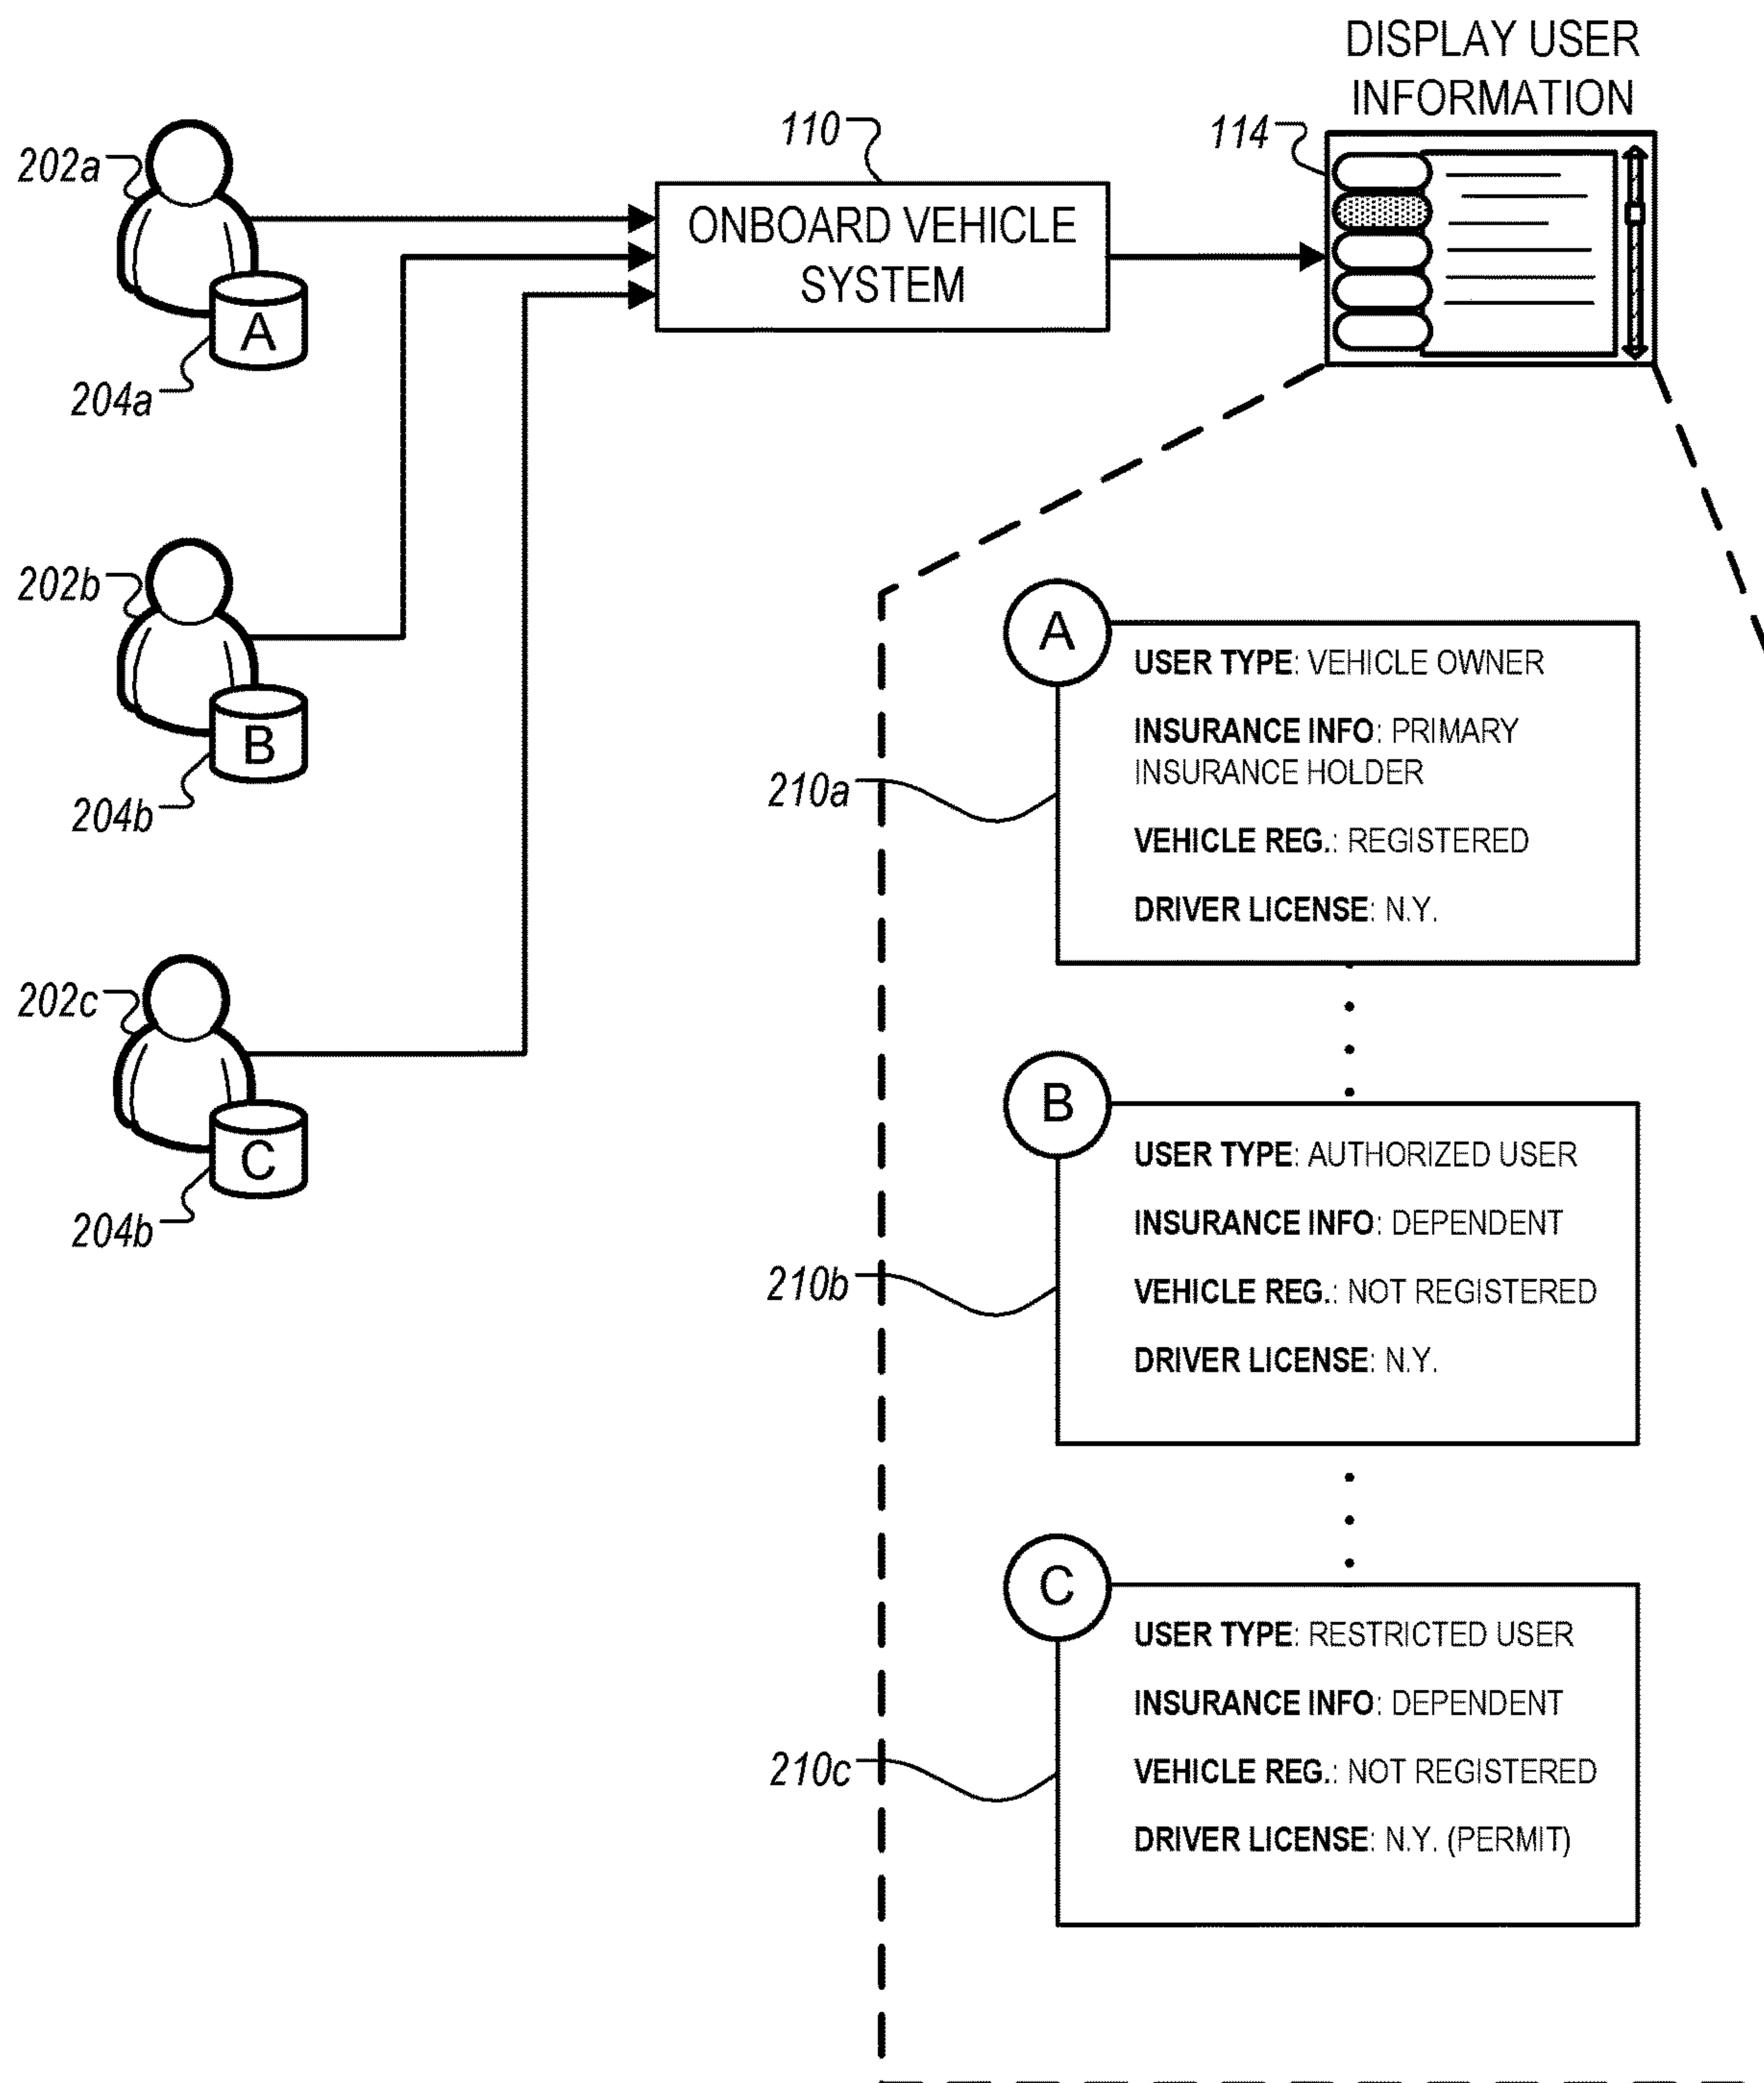 DISPLAY USER
INFORMATION
110
114
202a
ONBOARD VEHICLE
SYSTEM
A
204a
202b
B
204b
202c
C
204b
A
USER TYPE: VEHICLE OWNER
INSURANCE INFO: PRIMARY
INSURANCE HOLDER
210a
VEHICLE REG.: REGISTERED
DRIVER LICENSE: N.Y.
B
USER TYPE: AUTHORIZED USER
INSURANCE INFO: DEPENDENT
210b
VEHICLE REG.: NOT REGISTERED
DRIVER LICENSE: N.Y.
C
USER TYPE: RESTRICTED USER
INSURANCE INFO: DEPENDENT
210c
VEHICLE REG.: NOT REGISTERED
DRIVER LICENSE: N.Y. (PERMIT)